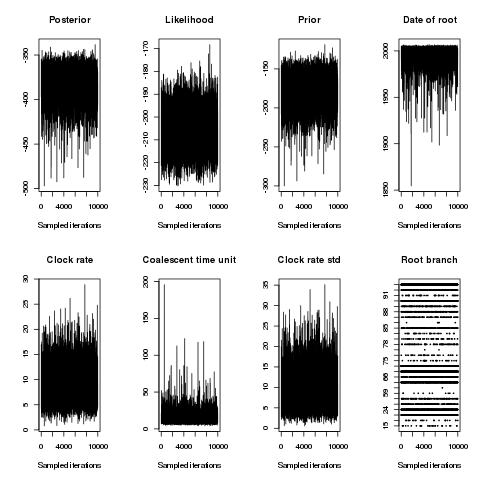 Posterior
Likelihood
Prior
Date of root
-350
-400
-450
-500
-170
-180
-190
-200
-210
-220
-230
-150
-200
-250
-300
2000
1950
1900
1850
0 4000 10000
0 4000 10000
0 4000 10000
0 4000 10000
Sampled iterations
Sampled iterations
Sampled iterations
Sampled iterations
Clock rate
Coalescent time unit
Clock rate std
Root branch
30
25
20
15
10
5
0
200
150
100
50
0
35
30
25
20
15
10
5
0
91
88
85
78
75
66
59
24
15
0 4000 10000
0 4000 10000
0 4000 10000
0 4000 10000
Sampled iterations
Sampled iterations
Sampled iterations
Sampled iterations